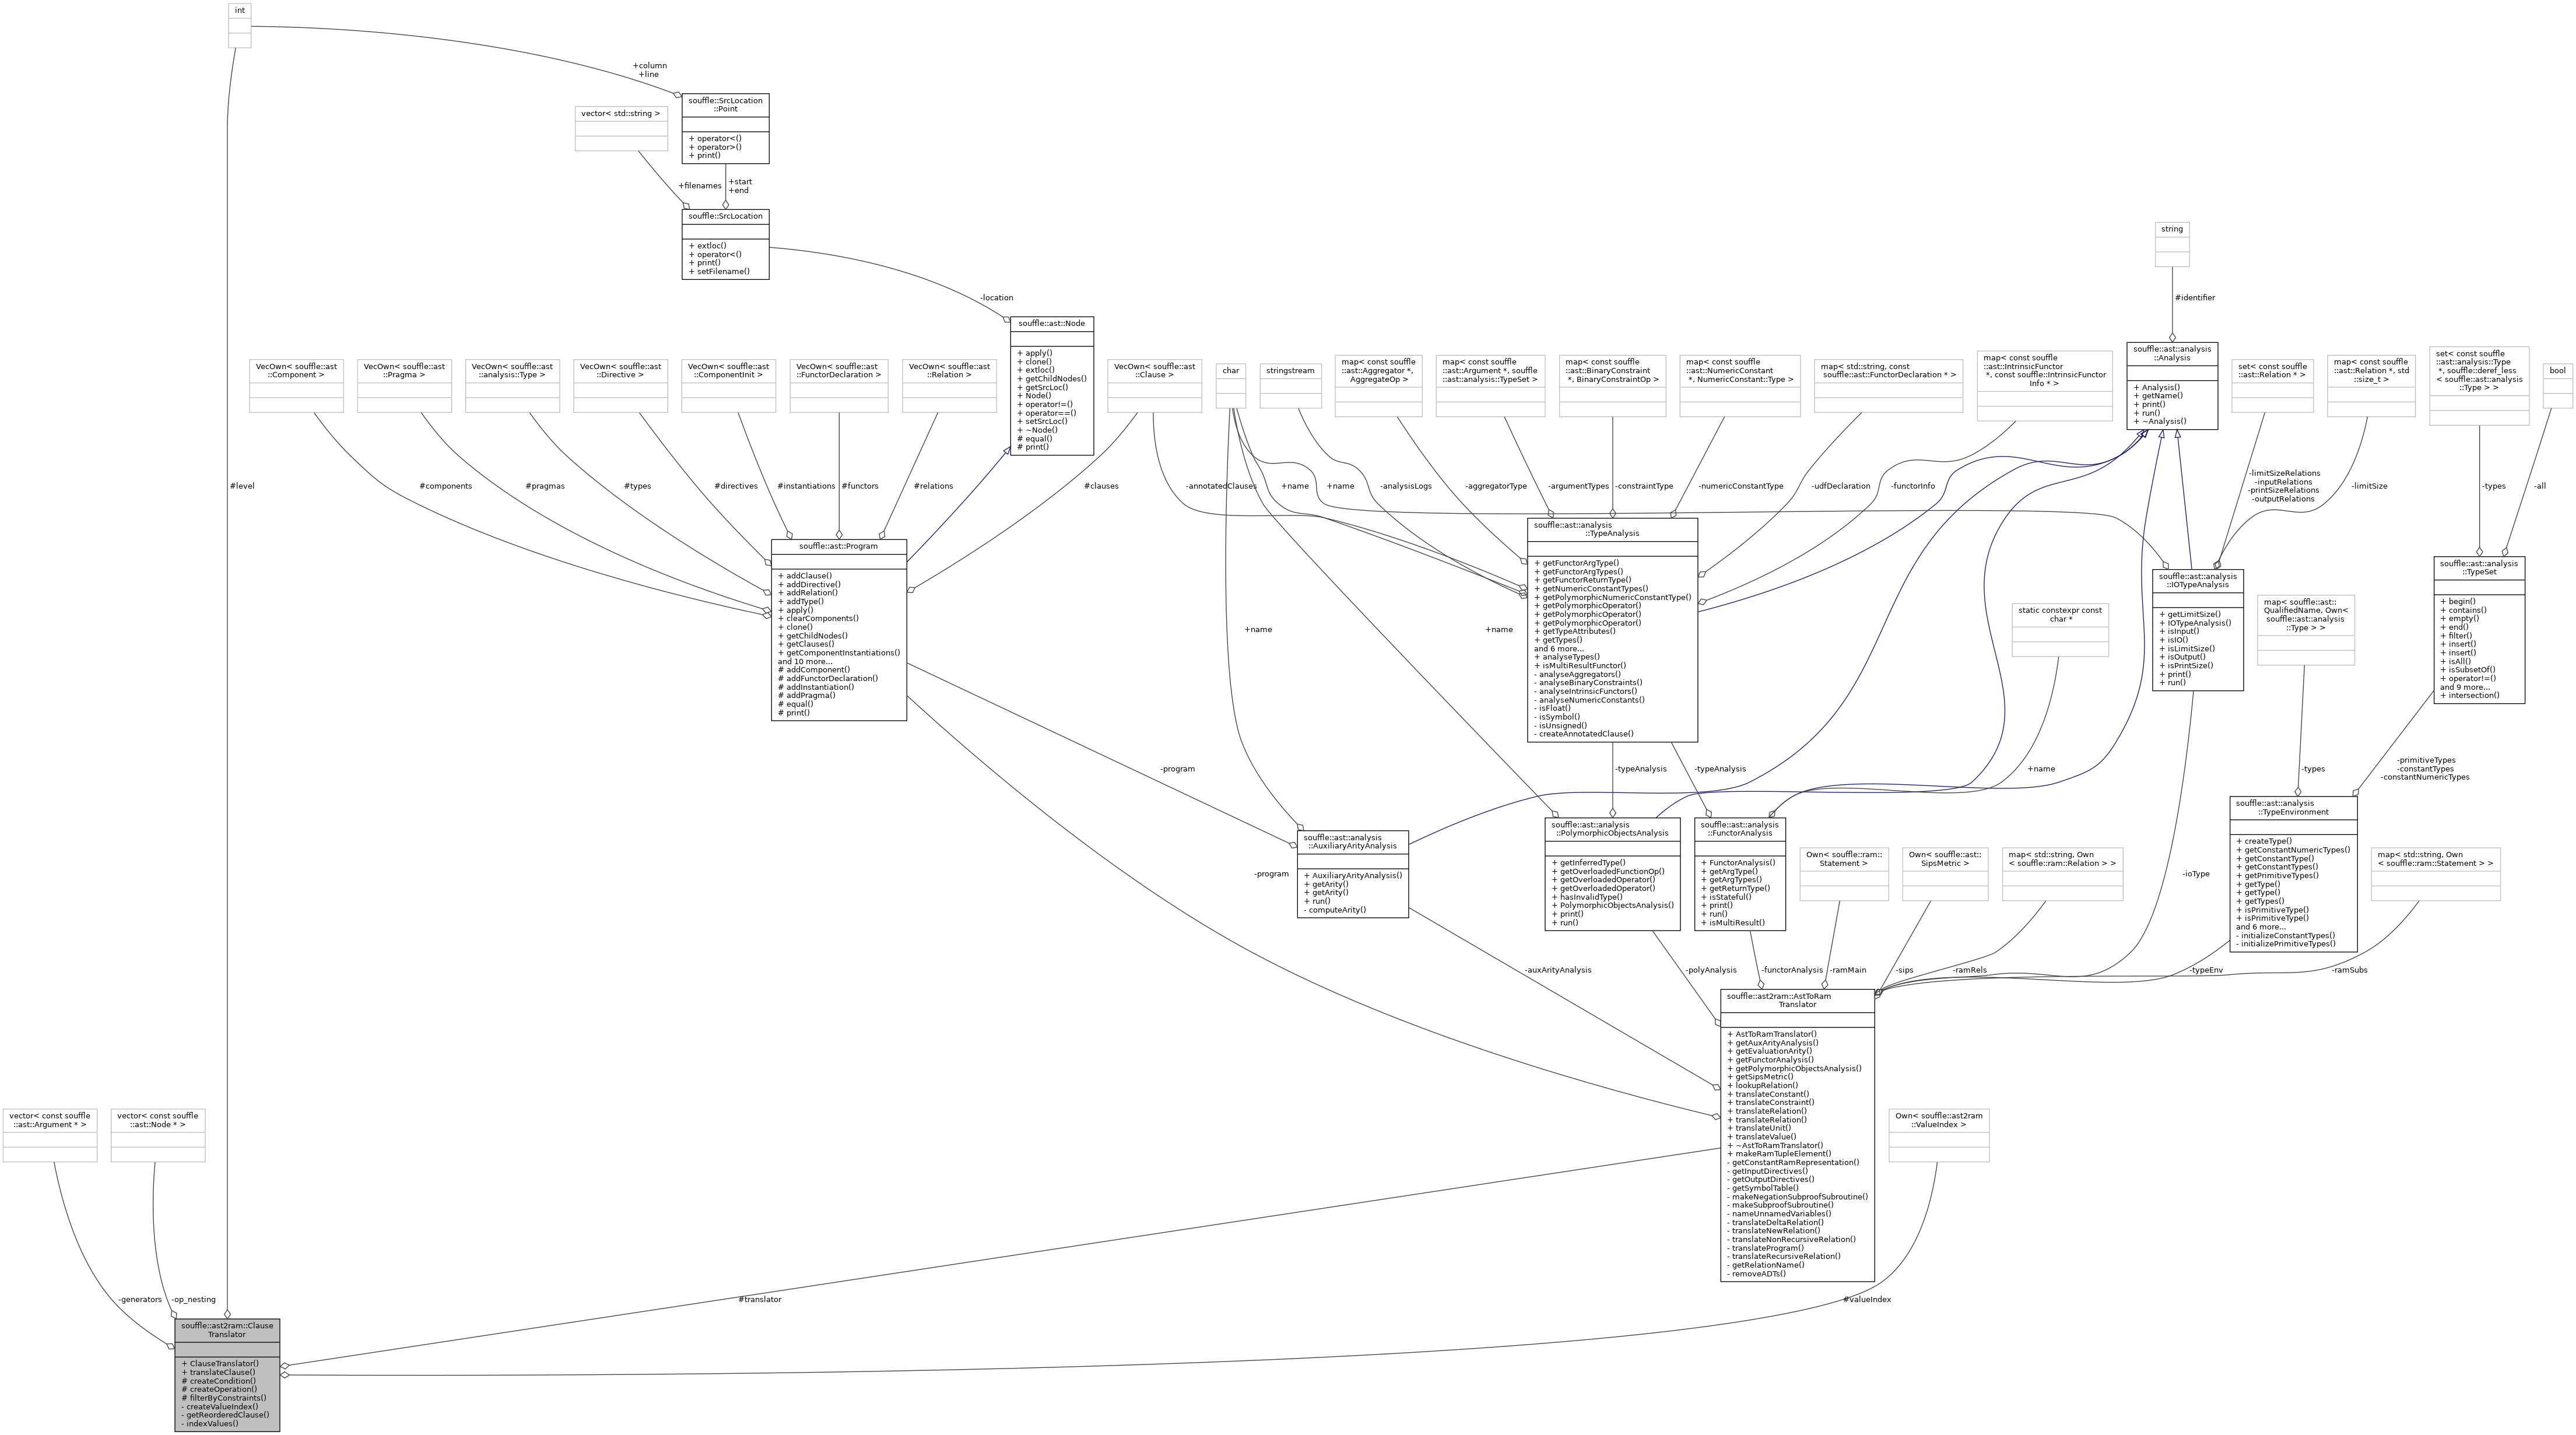 int
+column
+line
souffle::SrcLocation
::Point
+ operator<()
+ operator>()
+ print()
vector< std::string >
+filenames
+start
+end
souffle::SrcLocation
+ extloc()
+ operator<()
+ print()
+ setFilename()
-location
string
#identifier
souffle::ast::Node
+ apply()
+ clone()
+ extloc()
+ getChildNodes()
+ getSrcLoc()
+ Node()
+ operator!=()
+ operator==()
+ setSrcLoc()
+ ~Node()
# equal()
# print()
VecOwn< souffle::ast
::Component >
VecOwn< souffle::ast
::Pragma >
VecOwn< souffle::ast
::analysis::Type >
VecOwn< souffle::ast
::Directive >
VecOwn< souffle::ast
::ComponentInit >
VecOwn< souffle::ast
::FunctorDeclaration >
VecOwn< souffle::ast
::Relation >
VecOwn< souffle::ast
::Clause >
char
stringstream
map< const souffle
::ast::Aggregator *,
AggregateOp >
map< const souffle
::ast::Argument *, souffle
::ast::analysis::TypeSet >
map< const souffle
::ast::BinaryConstraint
*, BinaryConstraintOp >
map< const souffle
::ast::NumericConstant
*, NumericConstant::Type >
map< std::string, const
souffle::ast::FunctorDeclaration * >
map< const souffle
::ast::IntrinsicFunctor
*, const souffle::IntrinsicFunctor
Info * >
souffle::ast::analysis
::Analysis
+ Analysis()
+ getName()
+ print()
+ run()
+ ~Analysis()
set< const souffle
::ast::Relation * >
map< const souffle
::ast::Relation *, std
::size_t >
set< const souffle
::ast::analysis::Type
*, souffle::deref_less
< souffle::ast::analysis
::Type > >
bool
#level
#components
#pragmas
#types
#directives
#instantiations
#functors
#relations
#clauses
-annotatedClauses
+name
+name
-analysisLogs
-aggregatorType
-argumentTypes
-constraintType
-numericConstantType
-udfDeclaration
-functorInfo
-limitSizeRelations
-inputRelations
-printSizeRelations
-outputRelations
-limitSize
-types
-all
souffle::ast::Program
+ addClause()
+ addDirective()
+ addRelation()
+ addType()
+ apply()
+ clearComponents()
+ clone()
+ getChildNodes()
+ getClauses()
+ getComponentInstantiations()
and 10 more...
# addComponent()
# addFunctorDeclaration()
# addInstantiation()
# addPragma()
# equal()
# print()
+name
+name
souffle::ast::analysis
::TypeAnalysis
+ getFunctorArgType()
+ getFunctorArgTypes()
+ getFunctorReturnType()
+ getNumericConstantTypes()
+ getPolymorphicNumericConstantType()
+ getPolymorphicOperator()
+ getPolymorphicOperator()
+ getPolymorphicOperator()
+ getTypeAttributes()
+ getTypes()
and 6 more...
+ analyseTypes()
+ isMultiResultFunctor()
- analyseAggregators()
- analyseBinaryConstraints()
- analyseIntrinsicFunctors()
- analyseNumericConstants()
- isFloat()
- isSymbol()
- isUnsigned()
- createAnnotatedClause()
static constexpr const
char *
souffle::ast::analysis
::IOTypeAnalysis
+ getLimitSize()
+ IOTypeAnalysis()
+ isInput()
+ isIO()
+ isLimitSize()
+ isOutput()
+ isPrintSize()
+ print()
+ run()
map< souffle::ast::
QualifiedName, Own<
souffle::ast::analysis
::Type > >
souffle::ast::analysis
::TypeSet
+ begin()
+ contains()
+ empty()
+ end()
+ filter()
+ insert()
+ insert()
+ isAll()
+ isSubsetOf()
+ operator!=()
and 9 more...
+ intersection()
-program
-typeAnalysis
-typeAnalysis
+name
-types
-primitiveTypes
-constantTypes
-constantNumericTypes
-program
souffle::ast::analysis
::AuxiliaryArityAnalysis
+ AuxiliaryArityAnalysis()
+ getArity()
+ getArity()
+ run()
- computeArity()
souffle::ast::analysis
::PolymorphicObjectsAnalysis
+ getInferredType()
+ getOverloadedFunctionOp()
+ getOverloadedOperator()
+ getOverloadedOperator()
+ hasInvalidType()
+ PolymorphicObjectsAnalysis()
+ print()
+ run()
souffle::ast::analysis
::FunctorAnalysis
+ FunctorAnalysis()
+ getArgType()
+ getArgTypes()
+ getReturnType()
+ isStateful()
+ print()
+ run()
+ isMultiResult()
Own< souffle::ram::
Statement >
Own< souffle::ast::
SipsMetric >
map< std::string, Own
< souffle::ram::Relation > >
-ioType
souffle::ast::analysis
::TypeEnvironment
+ createType()
+ getConstantNumericTypes()
+ getConstantType()
+ getConstantTypes()
+ getPrimitiveTypes()
+ getType()
+ getType()
+ getTypes()
+ isPrimitiveType()
+ isPrimitiveType()
and 6 more...
- initializeConstantTypes()
- initializePrimitiveTypes()
map< std::string, Own
< souffle::ram::Statement > >
-auxArityAnalysis
-polyAnalysis
-functorAnalysis
-ramMain
-sips
-ramRels
-typeEnv
-ramSubs
souffle::ast2ram::AstToRam
Translator
+ AstToRamTranslator()
+ getAuxArityAnalysis()
+ getEvaluationArity()
+ getFunctorAnalysis()
+ getPolymorphicObjectsAnalysis()
+ getSipsMetric()
+ lookupRelation()
+ translateConstant()
+ translateConstraint()
+ translateRelation()
+ translateRelation()
+ translateUnit()
+ translateValue()
+ ~AstToRamTranslator()
+ makeRamTupleElement()
- getConstantRamRepresentation()
- getInputDirectives()
- getOutputDirectives()
- getSymbolTable()
- makeNegationSubproofSubroutine()
- makeSubproofSubroutine()
- nameUnnamedVariables()
- translateDeltaRelation()
- translateNewRelation()
- translateNonRecursiveRelation()
- translateProgram()
- translateRecursiveRelation()
- getRelationName()
- removeADTs()
vector< const souffle
::ast::Argument * >
vector< const souffle
::ast::Node * >
Own< souffle::ast2ram
::ValueIndex >
-generators
-op_nesting
#translator
#valueIndex
souffle::ast2ram::Clause
Translator
+ ClauseTranslator()
+ translateClause()
# createCondition()
# createOperation()
# filterByConstraints()
- createValueIndex()
- getReorderedClause()
- indexValues()